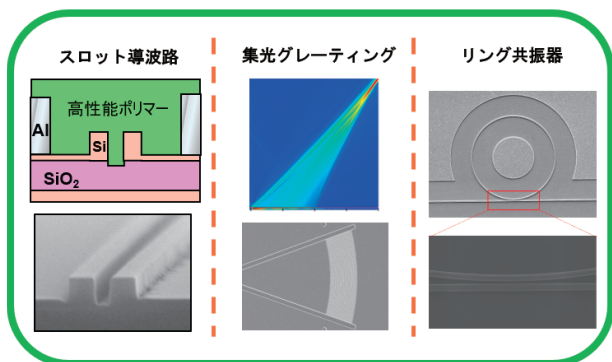 スロット導波路
集光グレーティング
リング共振器
高性能ポリマー
Al
Si
SiO₂